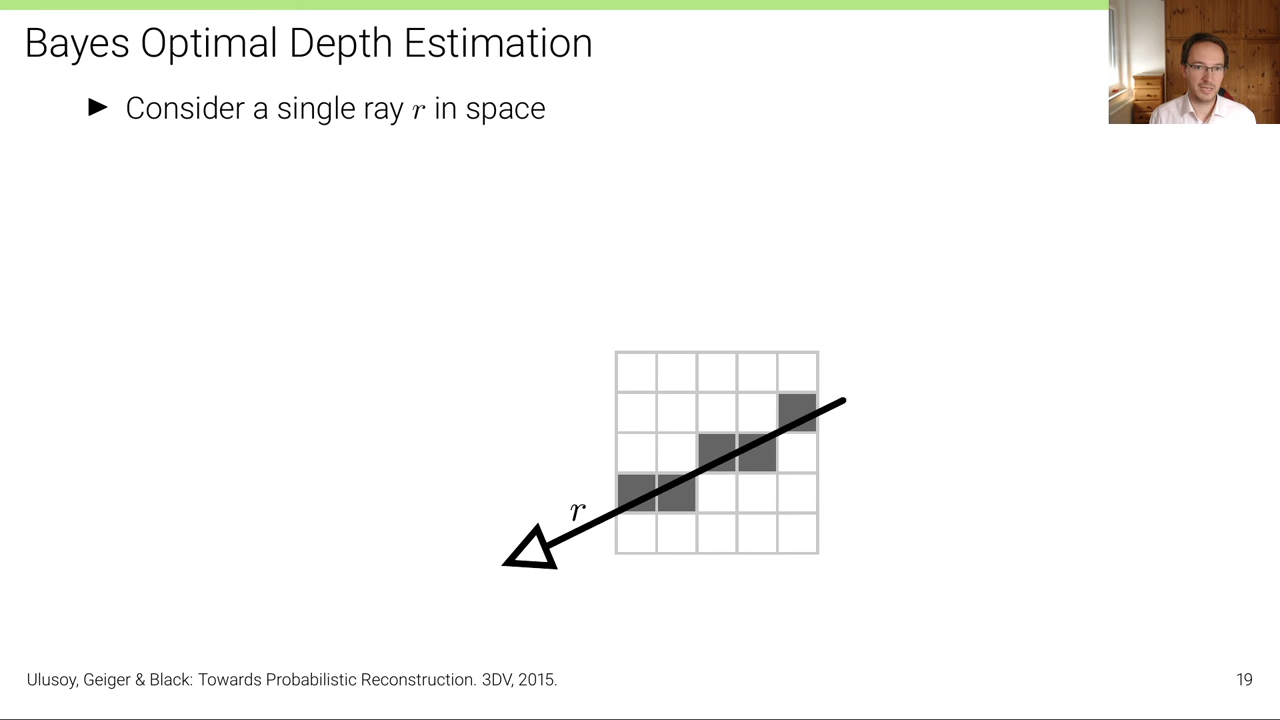 Bayes Optimal Depth Estimation
► Consider a single ray r in space
r
Ulusoy, Geiger & Black: Towards Probabilistic Reconstruction. 3DV, 2015.
19